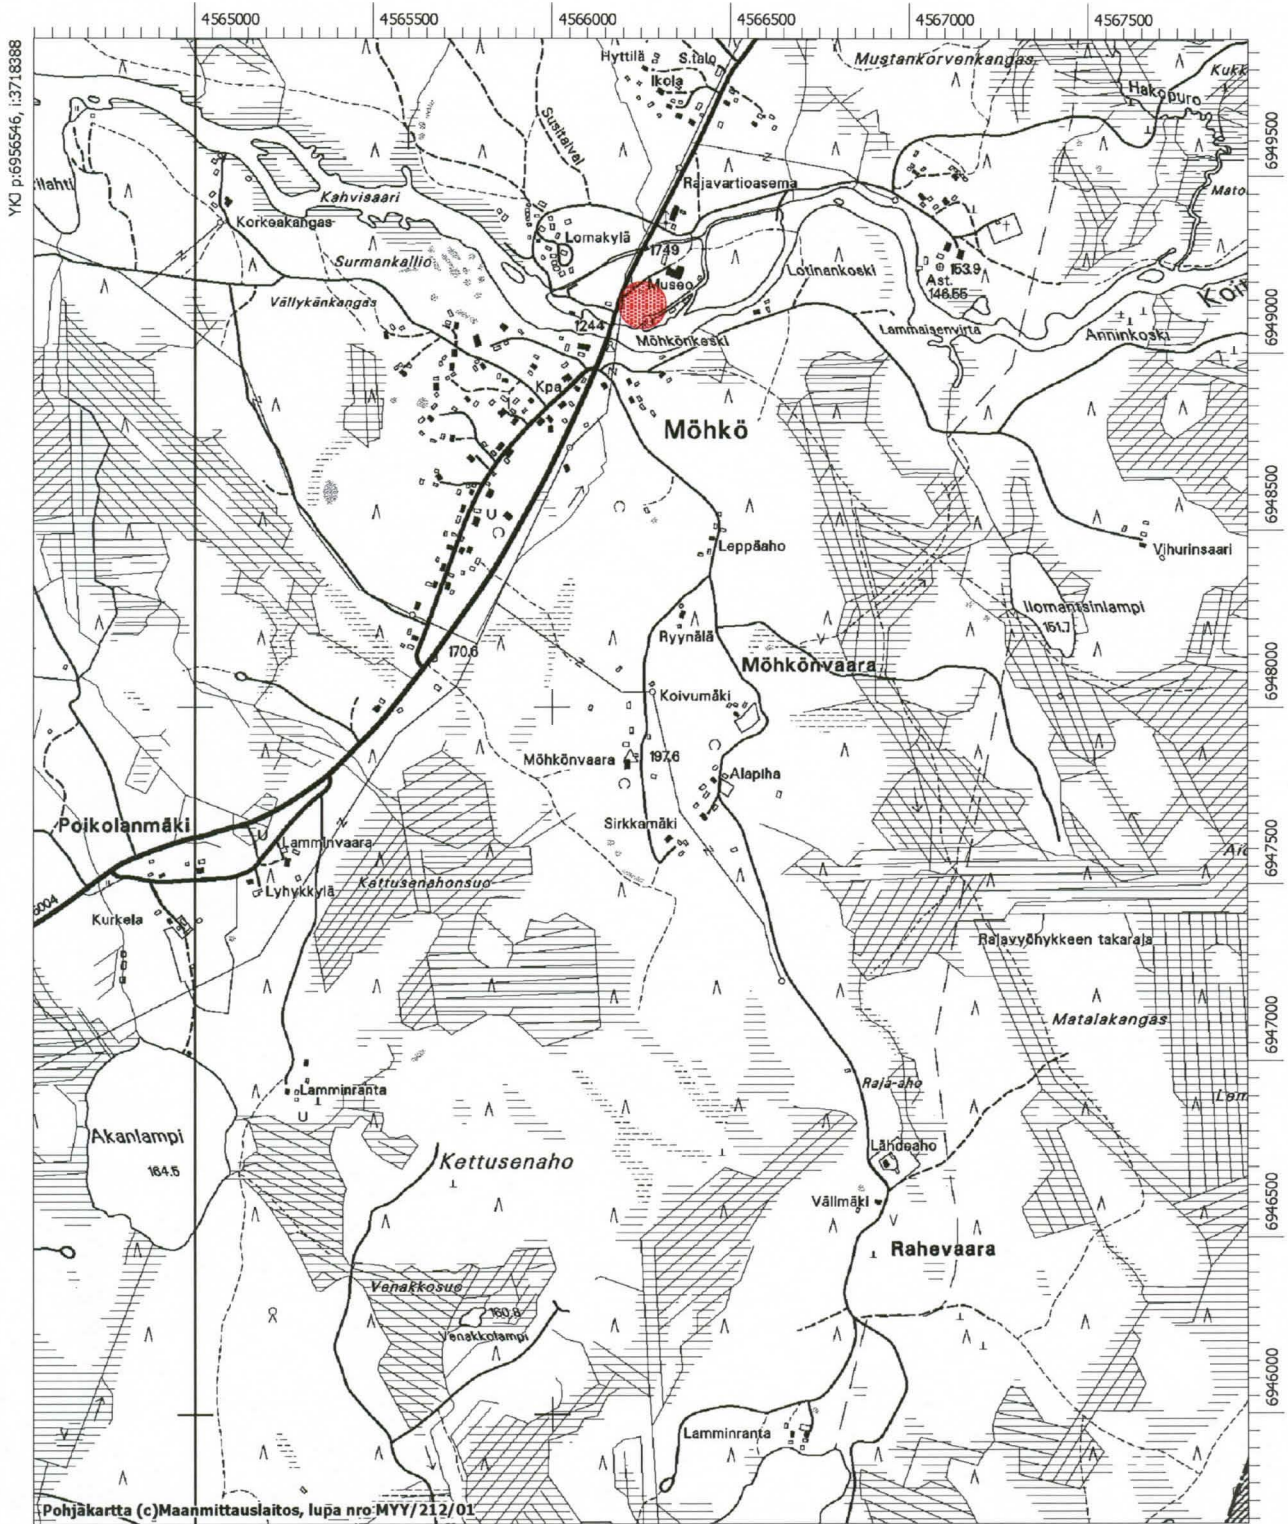 4565000 4565500 4566000 4566500 4567000 4567500
YKJ p:6956546, i:3718388
Hyttilä S.talo
Ikola
Mustankorvenkangas
Hakopuro
Susitaival
6949500
Rajavartioasema
Kahvisaari
Korkeakangas
Lomakylä
1749
Surmankallio
Museo
Lotinankoski
Ast.
153.9
146.55
Vällykänkangas
6949000
1244
Möhkönkoski
Lammaisenvirta
Anninkoski
Kpa
Möhkö
6948500
U
Leppäaho
Vihurinsaari
Ilomantsinlampi
151.7
Ryynälä
170.6
Möhkönvaara
6948000
Koivumäki
Möhkönvaara
197.6
Alapiha
Sirkkamäki
Poikolanmäki
U
Lamminvaara
6947500
Lyhykkylä
Kettusenahonsuo
Kurkela
Rajavyöhykkeen takaraja
Matalakangas
6947000
Raja-aho
Lamminranta
U
Akanlampi
164.5
Kettusenaho
Lähdeaho
Välimäki
6946500
Rahevaara
Venakkosuo
160.8
Venakkolampi
6946000
Lamminranta
Pohjakartta (c)Maanmittauslaitos, lupa nro MYY/212/01